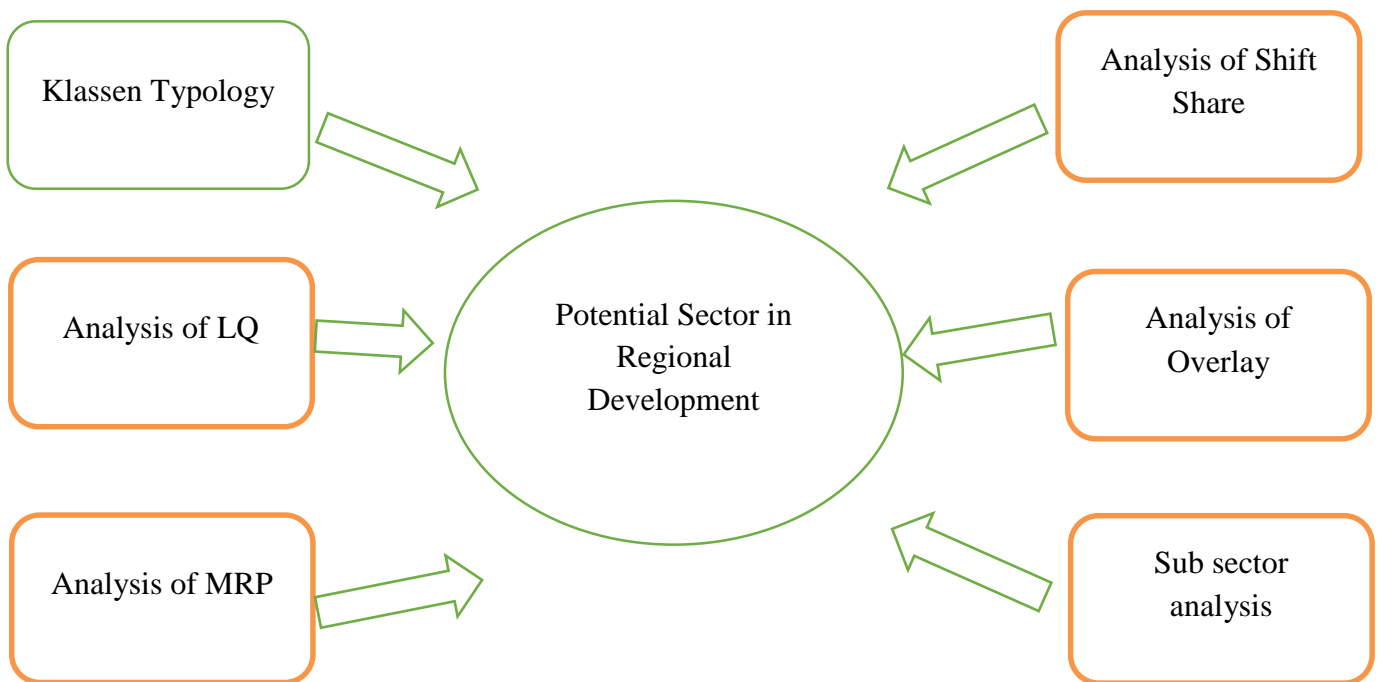 Klassen Typology
Analysis of LQ
Analysis of MRP
Potential Sector in
Regional
Development
Analysis of Shift
Share
Analysis of
Overlay
Sub sector
analysis